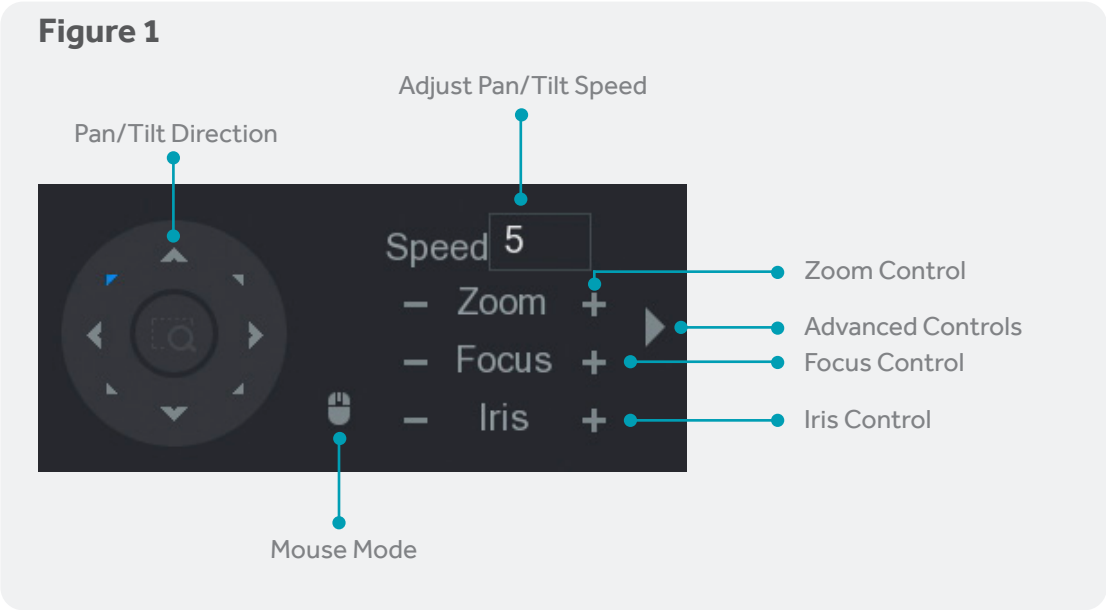 Figure 1
Adjust Pan/Tilt Speed
Pan/Tilt Direction
Speed 5
Zoom
Focus
Iris
Zoom Control
Advanced Controls
Focus Control
Iris Control
Mouse Mode